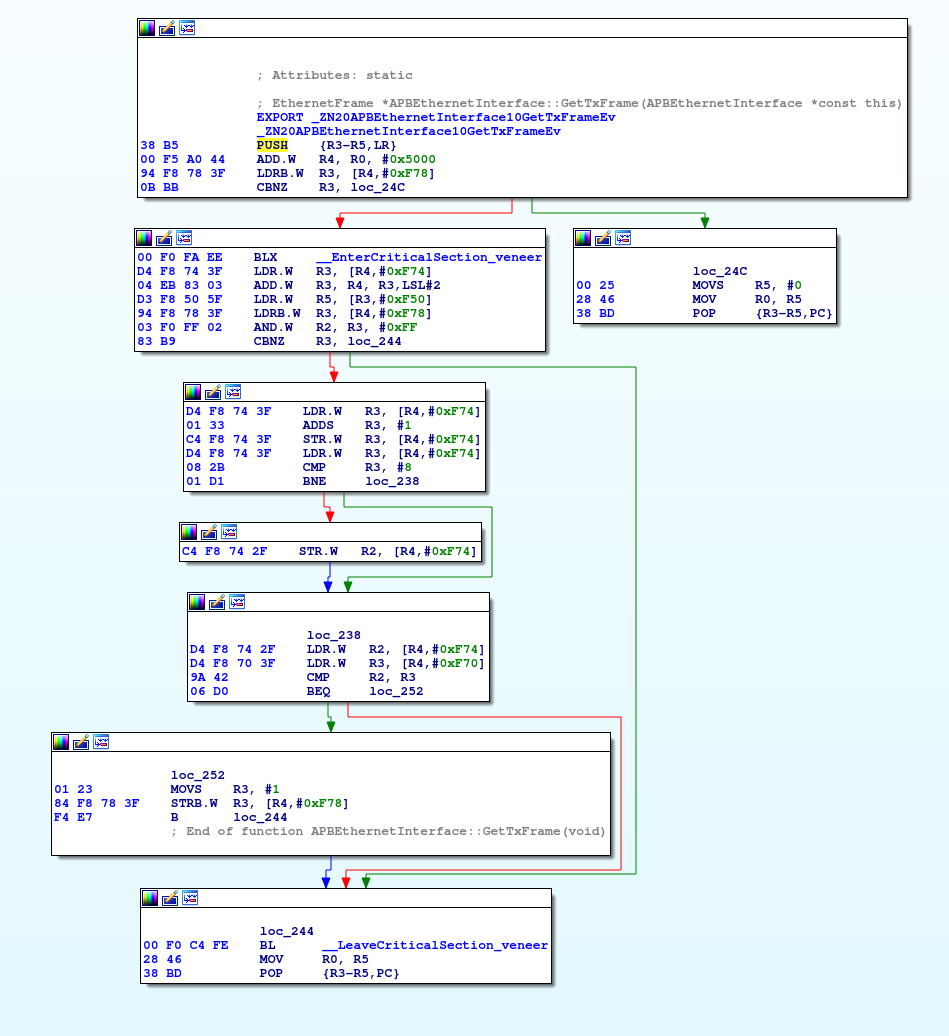 ; Attributes: static
; EthernetFrame *APBEthernetInterface::GetTxFrame(APBEthernetInterface *const this)
EXPORT _ZN20APBEthernetInterface10GetTxFrameEv
_ZN20APBEthernetInterface10GetTxFrameEv
38 B5 PUSH {R3-R5,LR}
00 F5 A0 44 ADD.W R4, R0, #0x5000
94 F8 78 3F LDRB.W R3, [R4,#0xF78]
0B BB CBNZ R3, loc_24C
00 F0 FA EE BLX __EnterCriticalSection_veneer
D4 F8 74 3F LDR.W R3, [R4,#0xF74]
04 EB 83 03 ADD.W R3, R4, R3,LSL#2
D3 F8 50 5F LDR.W R5, [R3,#0xF50]
94 F8 78 3F LDRB.W R3, [R4,#0xF78]
03 F0 FF 02 AND.W R2, R3, #0xFF
83 B9 CBNZ R3, loc_244
loc_24C
00 25 MOVS R5, #0
28 46 MOV R0, R5
38 BD POP {R3-R5,PC}
D4 F8 74 3F LDR.W R3, [R4,#0xF74]
01 33 ADDS R3, #1
C4 F8 74 3F STR.W R3, [R4,#0xF74]
D4 F8 74 3F LDR.W R3, [R4,#0xF74]
08 2B CMP R3, #8
01 D1 BNE loc_238
C4 F8 74 2F STR.W R2, [R4,#0xF74]
loc_238
D4 F8 74 2F LDR.W R2, [R4,#0xF74]
D4 F8 70 3F LDR.W R3, [R4,#0xF70]
9A 42 CMP R2, R3
06 D0 BEQ loc_252
loc_252
01 23 MOVS R3, #1
84 F8 78 3F STRB.W R3, [R4,#0xF78]
F4 E7 B loc_244
; End of function APBEthernetInterface::GetTxFrame(void)
loc_244
00 F0 C4 FE BL __LeaveCriticalSection_veneer
28 46 MOV R0, R5
38 BD POP {R3-R5,PC}